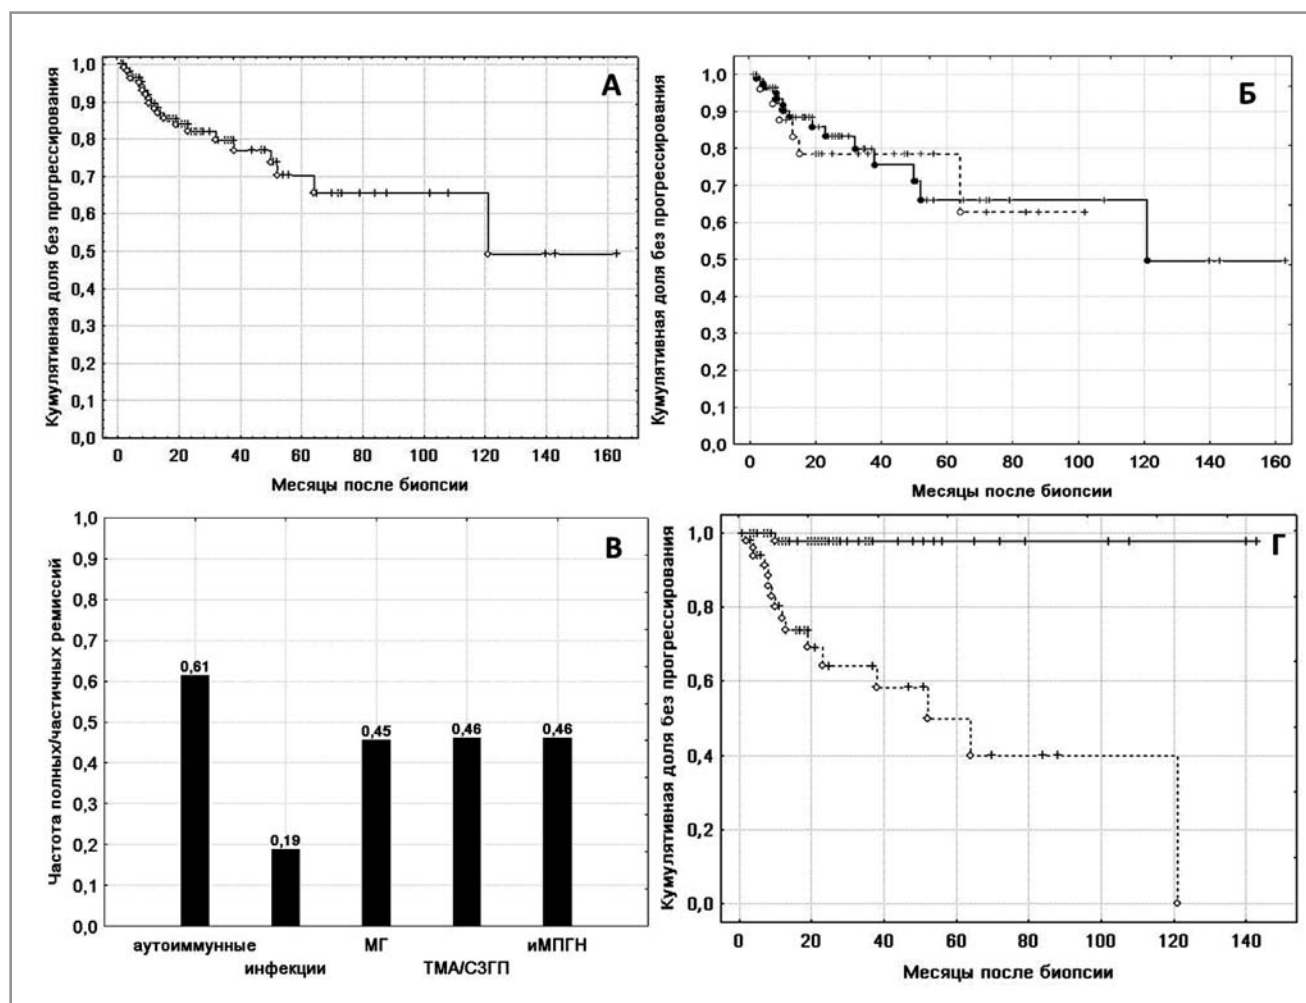 А
Кумулятивная доля без прогрессирования
1,0
0,9
0,8
0,7
0,6
0,5
0,4
0,3
0,2
0,1
0,0
0 20 40 60 80 100 120 140 160
Месяцы после биопсии
Б
Кумулятивная доля без прогрессирования
1,0
0,9
0,8
0,7
0,6
0,5
0,4
0,3
0,2
0,1
0,0
0 20 40 60 80 100 120 140 160
Месяцы после биопсии
В
Частота полных/частичных ремиссий
1,0
0,9
0,8
0,7
0,6
0,5
0,4
0,3
0,2
0,1
0,0
0,61
0,19
0,45
0,46
0,46
аутоиммунные
инфекции
МГ
ТМА/С3ГП
иМПГН
Г
Кумулятивная доля без прогрессирования
1,0
0,8
0,6
0,4
0,2
0,0
0 20 40 60 80 100 120 140
Месяцы после биопсии